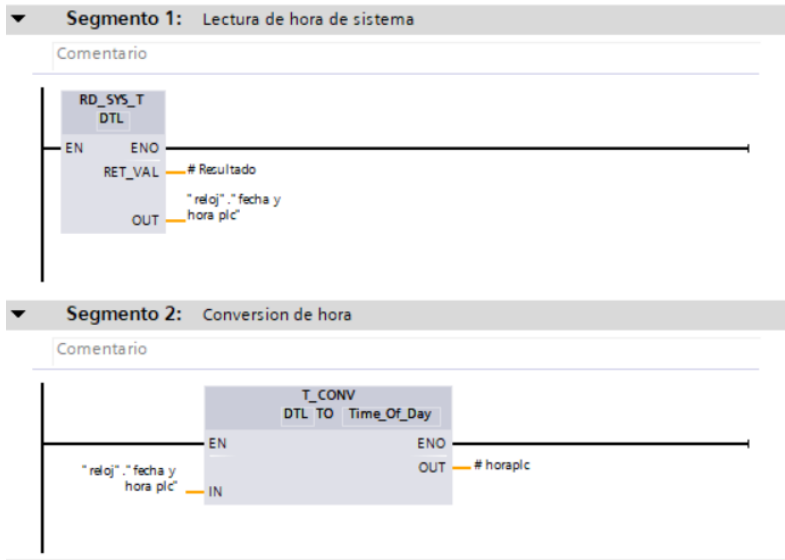 Segmento 1: Lectura de hora de sistema
Comentario
RD_SYS_T
DTL
EN ENO
RET_VAL # Resultado
"reloj"."fecha y
OUT hora plc"
Segmento 2: Conversion de hora
Comentario
T_CONV
DTL TO Time_Of_Day
EN ENO
"reloj"."fecha y OUT # horaplc
hora plc" IN